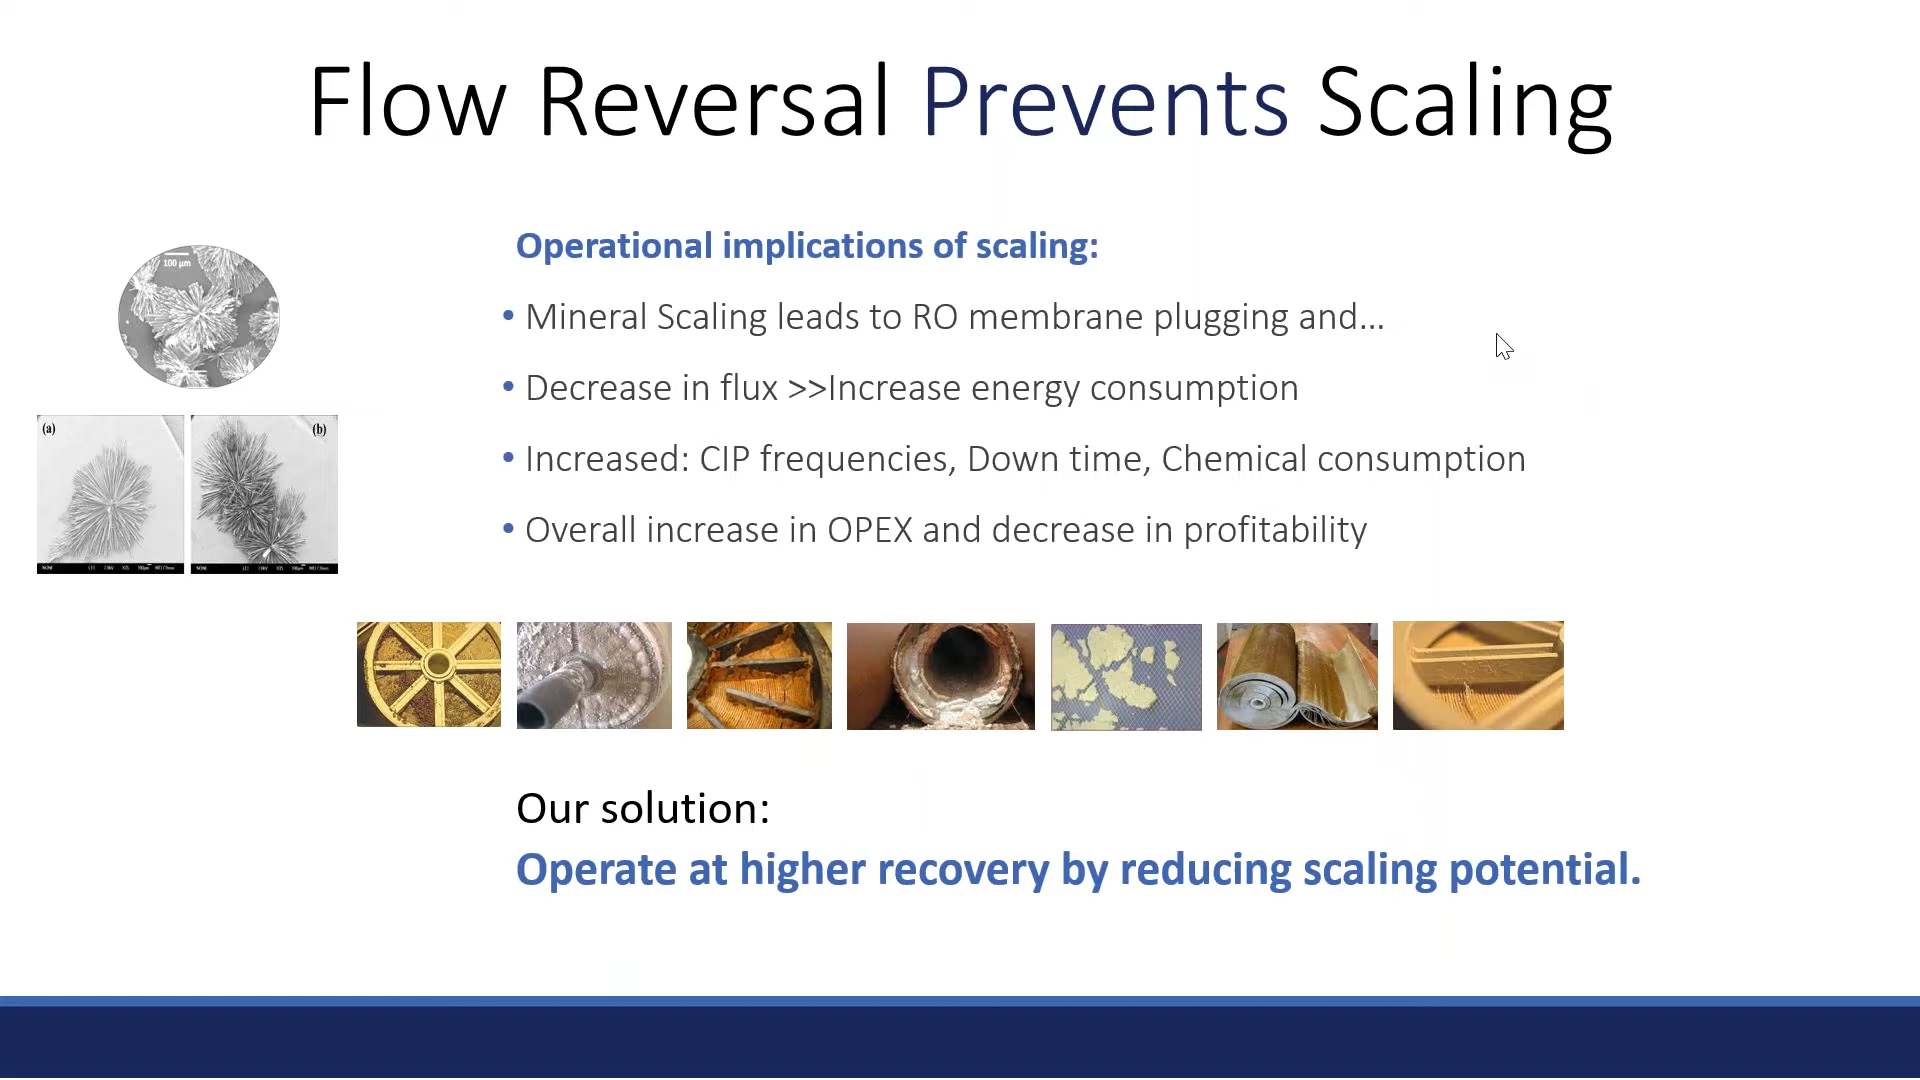 Flow Reversal Prevents Scaling
Operational implications of scaling:
• Mineral Scaling leads to RO membrane plugging and...
• Decrease in flux >>Increase energy consumption
• Increased: CIP frequencies, Down time, Chemical consumption
• Overall increase in OPEX and decrease in profitability
100 µm
(a)
(b)
Our solution:
Operate at higher recovery by reducing scaling potential.